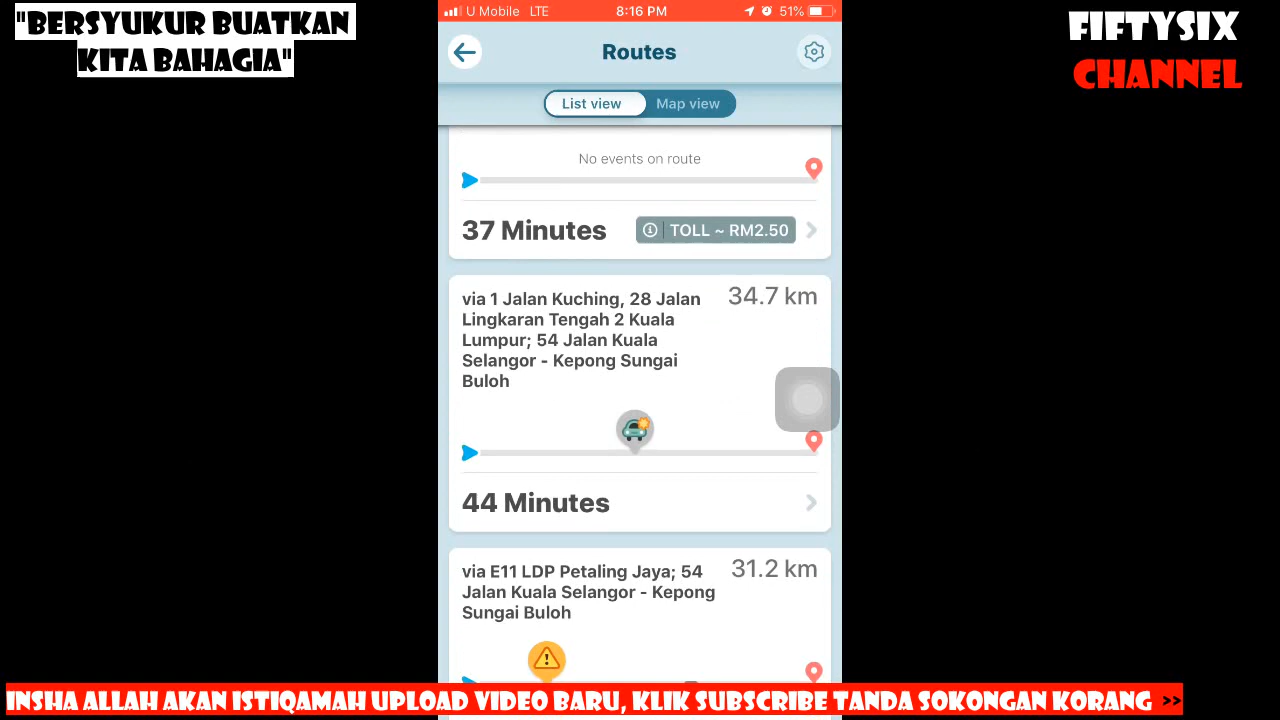 "BERSYUKUR BUATKAN
KITA BAHAGIA"
FIFTYSIX
CHANNEL
U Mobile LTE 8:16 PM 51%
Routes
List view Map view
No events on route
37 Minutes TOLL ~ RM2.50
via 1 Jalan Kuching, 28 Jalan 34.7 km
Lingkaran Tengah 2 Kuala
Lumpur; 54 Jalan Kuala
Selangor - Kepong Sungai
Buloh
44 Minutes
via E11 LDP Petaling Jaya; 54 31.2 km
Jalan Kuala Selangor - Kepong
Sungai Buloh
INSHA ALLAH AKAN ISTIQAMAH UPLOAD VIDEO BARU, KLIK SUBSCRIBE TANDA SOKONGAN KORANG >>